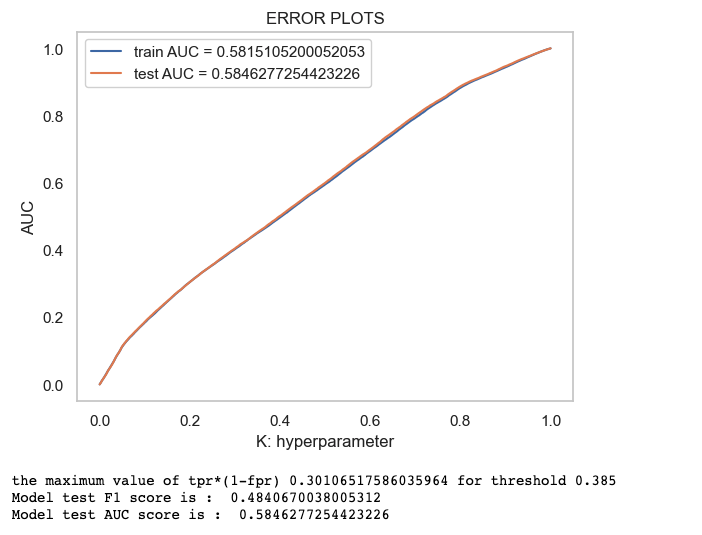 ERROR PLOTS
train AUC = 0.5815105200052053
test AUC = 0.5846277254423226
1.0
0.8
0.6
0.4
0.2
0.0
AUC
0.0 0.2 0.4 0.6 0.8 1.0
K: hyperparameter
the maximum value of tpr*(1-fpr) 0.30106517586035964 for threshold 0.385
Model test F1 score is :  0.4840670038005312
Model test AUC score is :  0.5846277254423226